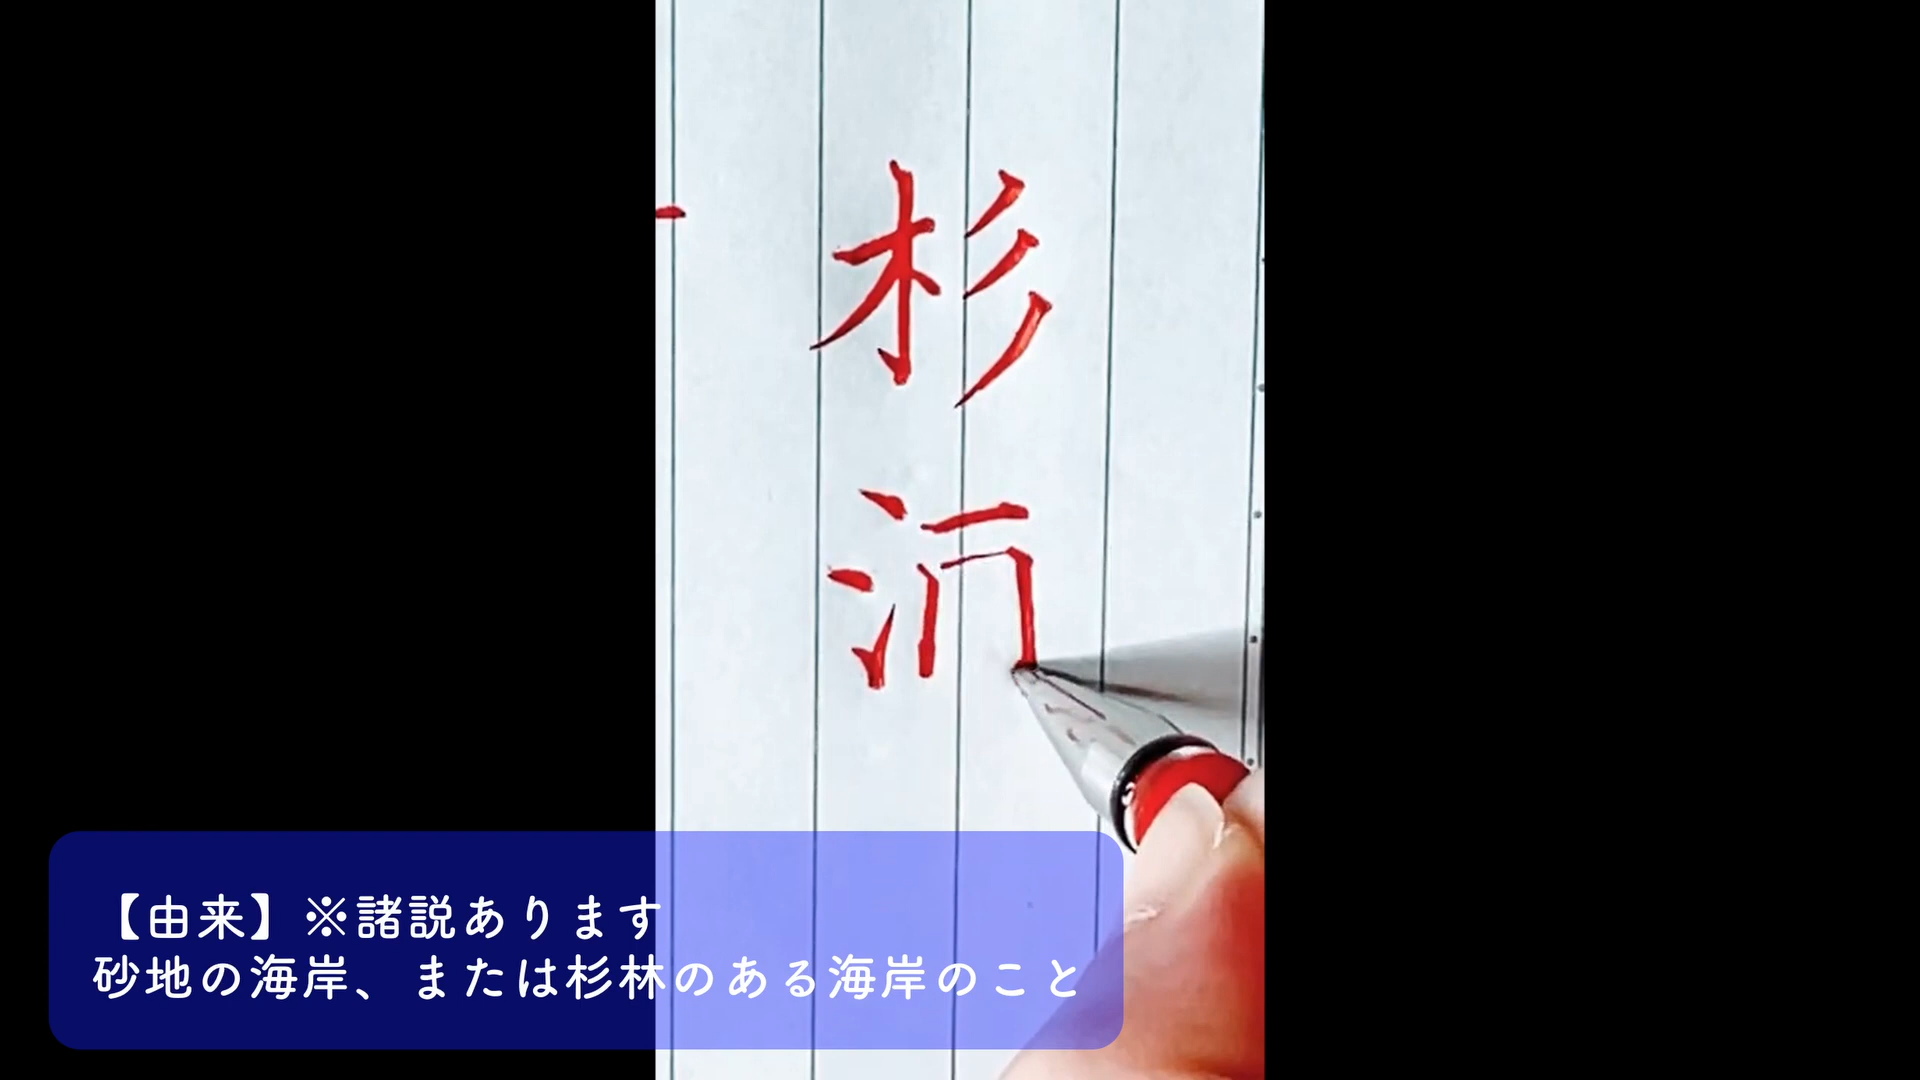 杉
【由来】※諸説あります
砂地の海岸、または杉林のある海岸のこと